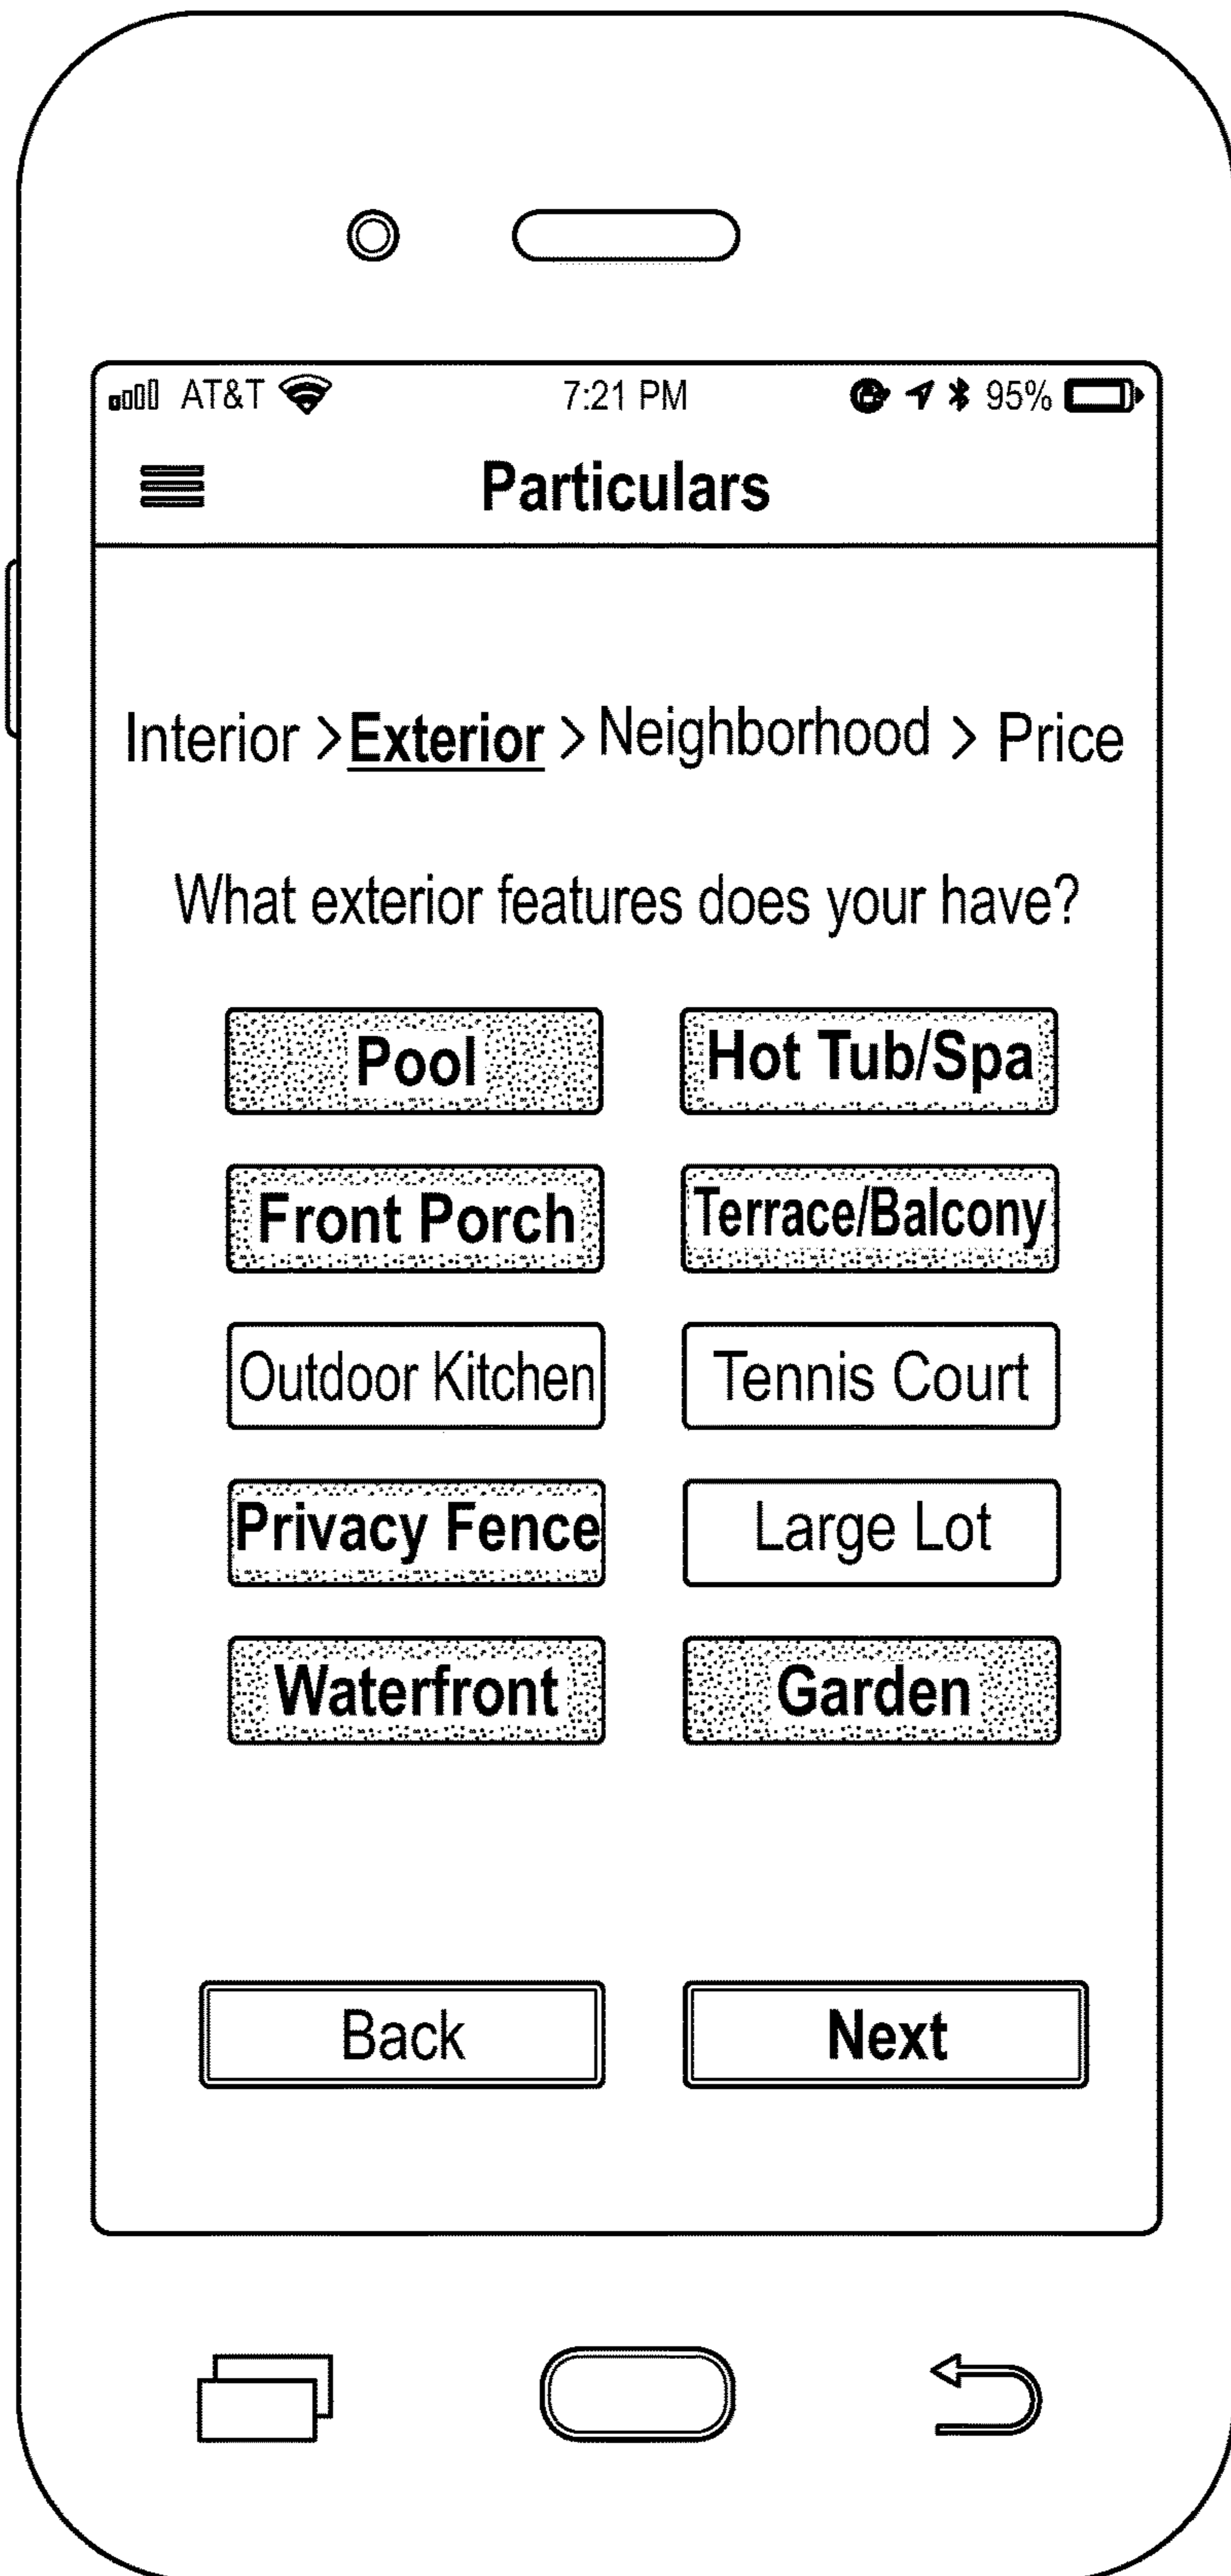 AT&T 7:21 PM 95%
Particulars
Interior > Exterior > Neighborhood > Price
What exterior features does your have?
Pool Hot Tub/Spa
Front Porch Terrace/Balcony
Outdoor Kitchen Tennis Court
Privacy Fence Large Lot
Waterfront Garden
Back Next